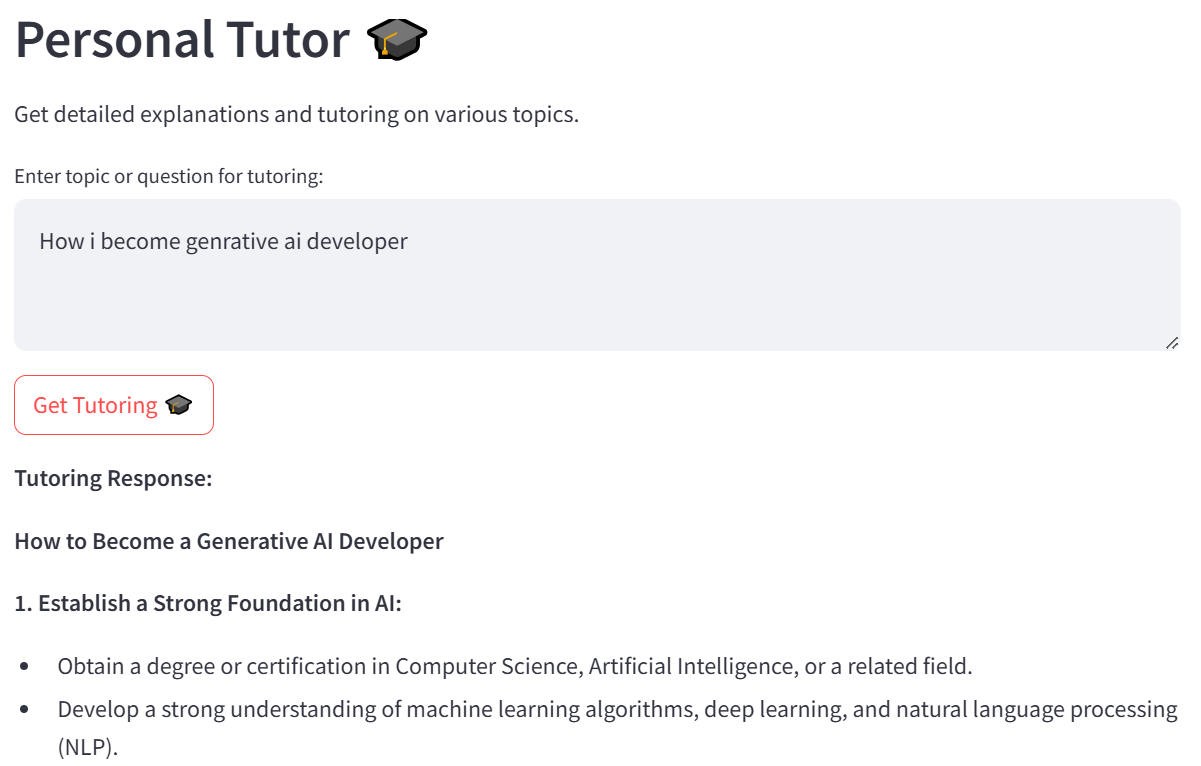 Personal Tutor 🎓
Get detailed explanations and tutoring on various topics.
Enter topic or question for tutoring:
How i become genrative ai developer
Get Tutoring 🎓
Tutoring Response:
How to Become a Generative AI Developer
1. Establish a Strong Foundation in AI:
• Obtain a degree or certification in Computer Science, Artificial Intelligence, or a related field.
• Develop a strong understanding of machine learning algorithms, deep learning, and natural language processing
(NLP).